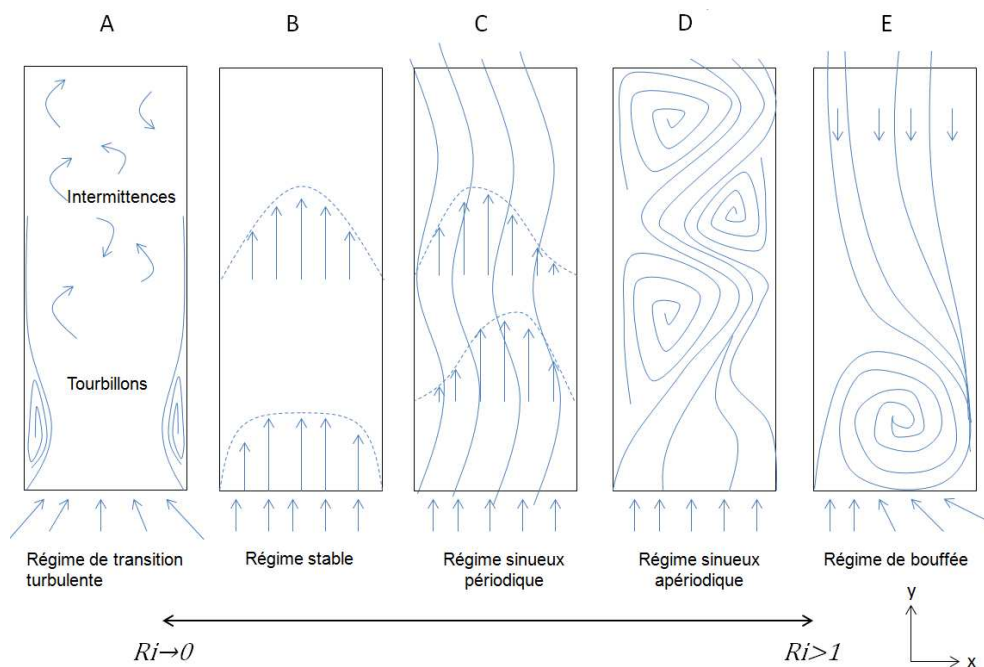 A
B
C
D
E
Intermittences
Tourbillons
Régime de transition
turbulente
Régime stable
Régime sinueux
périodique
Régime sinueux
apériodique
Régime de bouffée
Ri→0
Ri>1
y
x